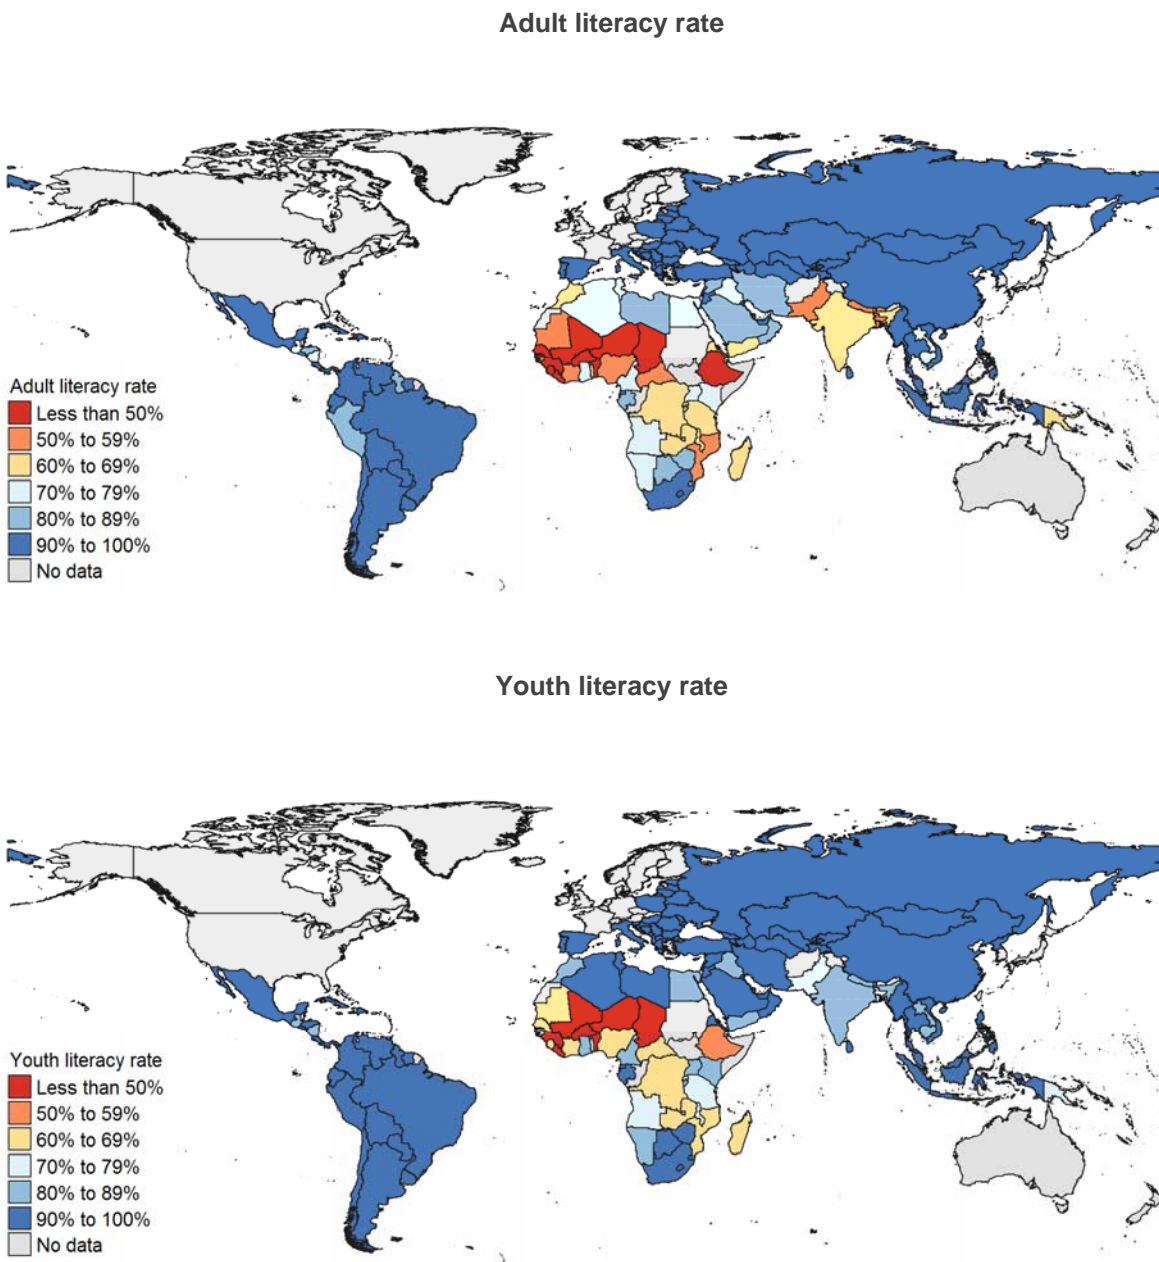 Adult literacy rate
Adult literacy rate
Less than 50%
50% to 59%
60% to 69%
70% to 79%
80% to 89%
90% to 100%
No data
Youth literacy rate
Youth literacy rate
Less than 50%
50% to 59%
60% to 69%
70% to 79%
80% to 89%
90% to 100%
No data